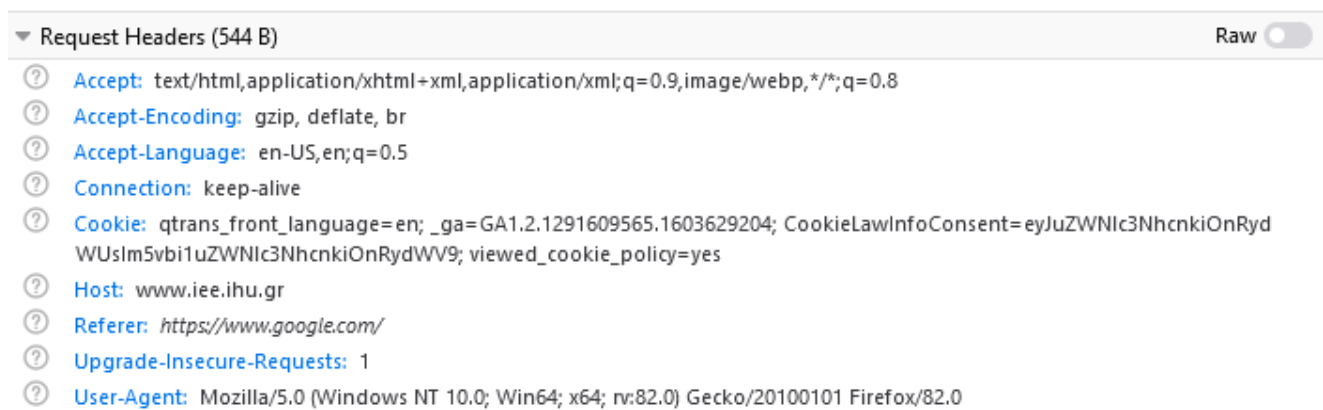 Request Headers (544 B) Raw
Accept: text/html,application/xhtml+xml,application/xml;q=0.9,image/webp,*/*;q=0.8
Accept-Encoding: gzip, deflate, br
Accept-Language: en-US,en;q=0.5
Connection: keep-alive
Cookie: qtrans_front_language=en; _ga=GA1.2.1291609565.1603629204; CookieLawInfoConsent=eyJuZWNlc3NhcnkiOnRyd
WUsIm5vbi1uZWNlc3NhcnkiOnRydWV9; viewed_cookie_policy=yes
Host: www.iee.ihu.gr
Referer: https://www.google.com/
Upgrade-Insecure-Requests: 1
User-Agent: Mozilla/5.0 (Windows NT 10.0; Win64; x64; rv:82.0) Gecko/20100101 Firefox/82.0